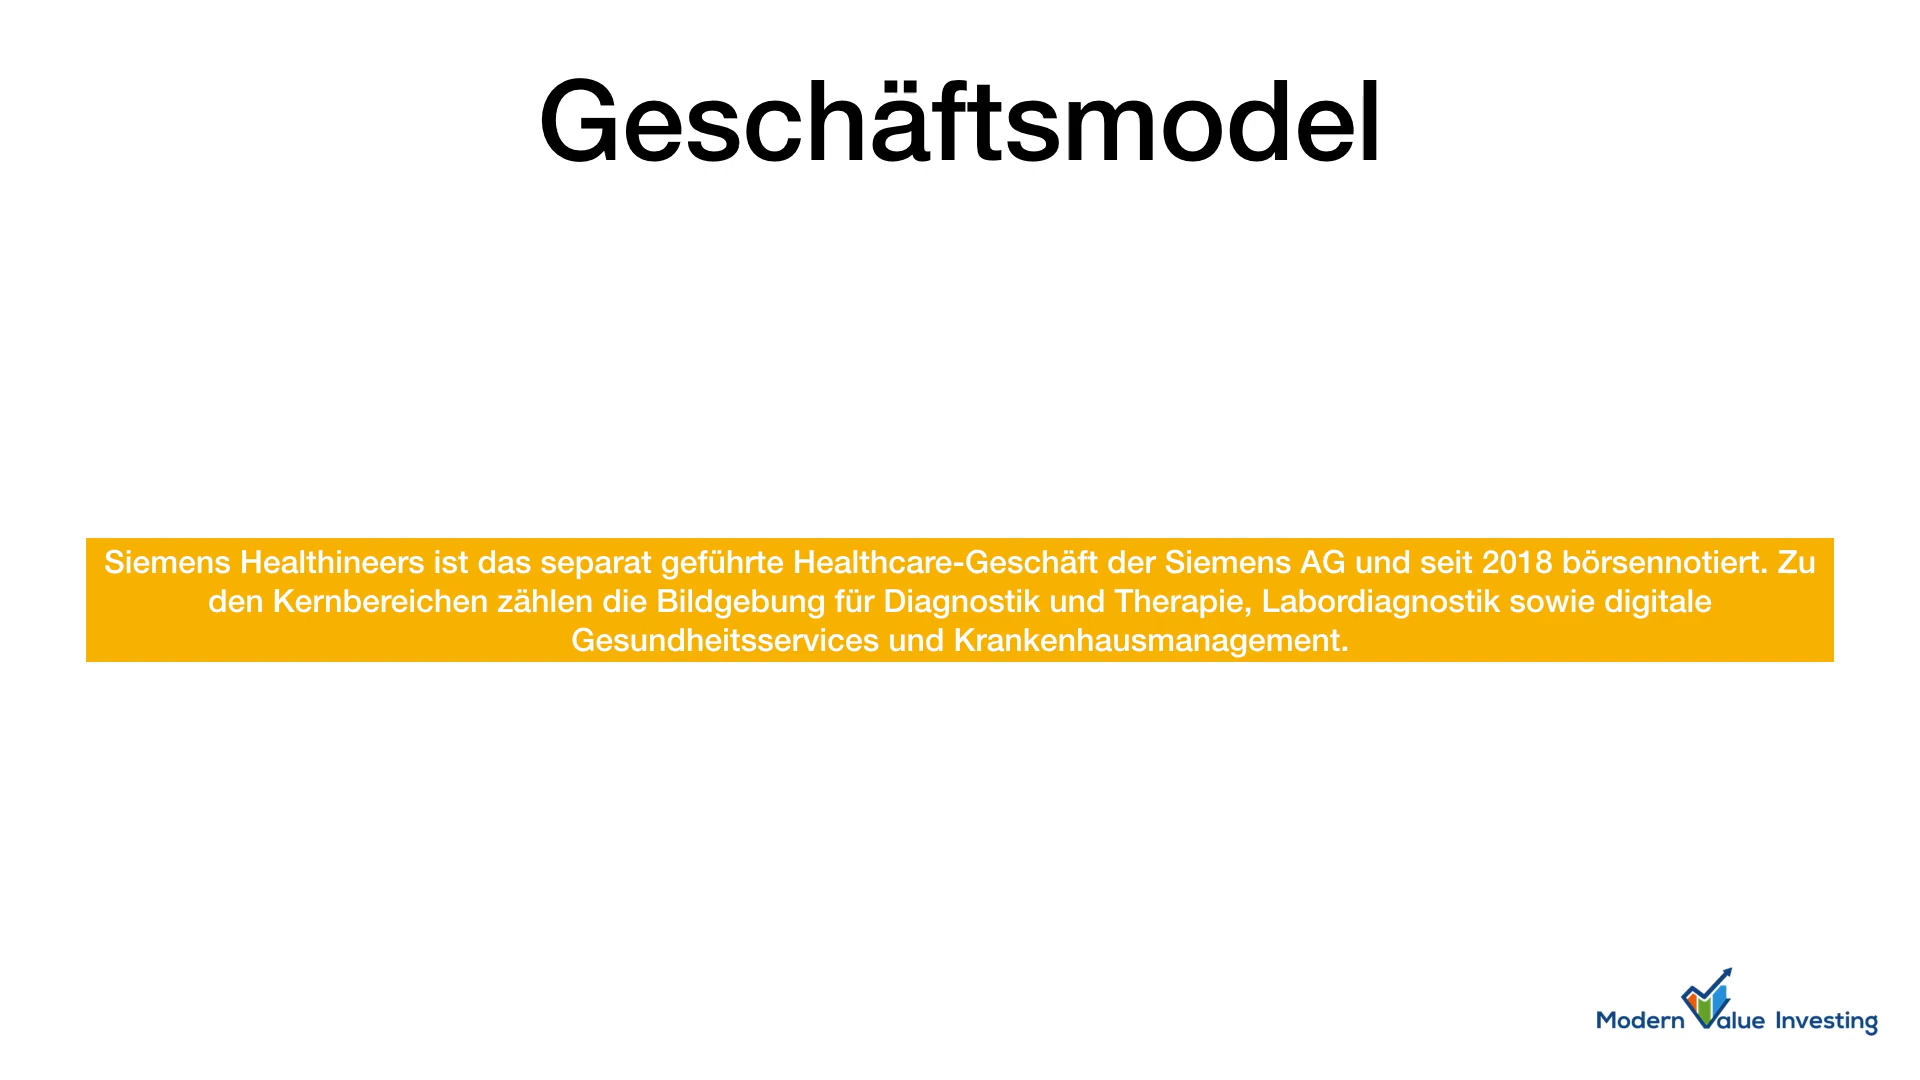 Geschäftsmodel
Siemens Healthineers ist das separat geführte Healthcare-Geschäft der Siemens AG und seit 2018 börsennotiert. Zu
den Kernbereichen zählen die Bildgebung für Diagnostik und Therapie, Labordiagnostik sowie digitale
Gesundheitsservices und Krankenhausmanagement.
Modern Value Investing